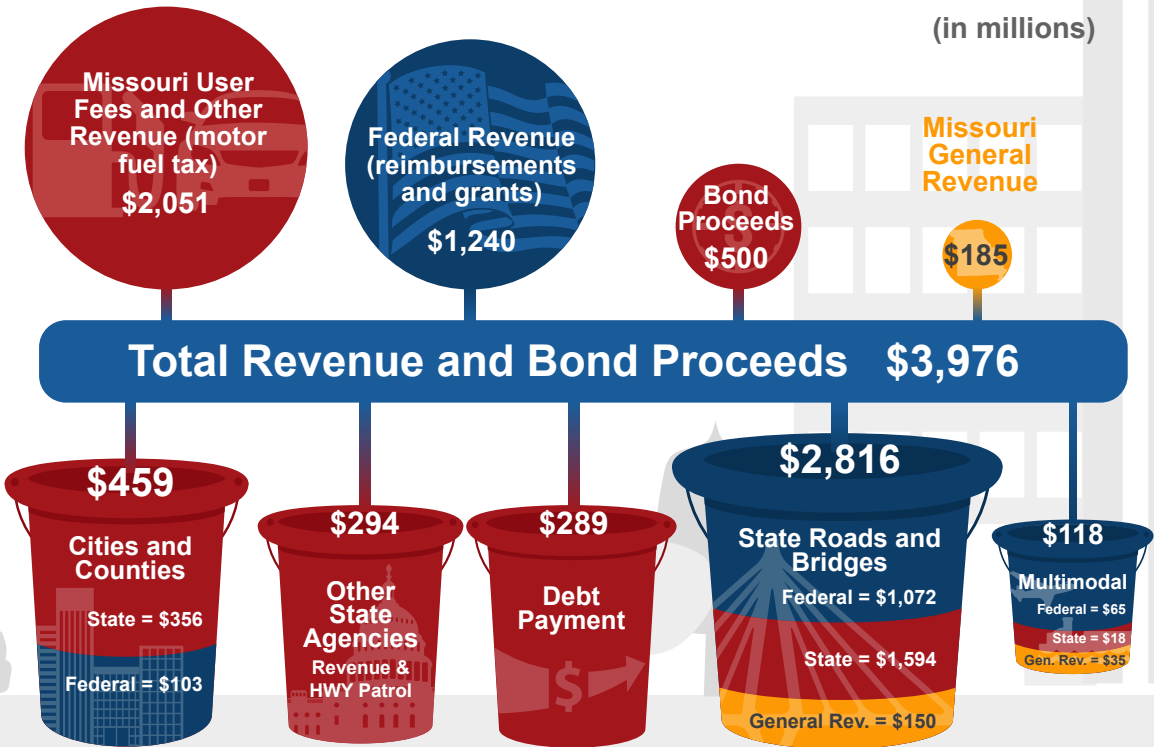 (in millions)
Missouri User
Fees and Other
Revenue (motor
fuel tax)
$2,051
Federal Revenue
(reimbursements
and grants)
$1,240
Bond
Proceeds
$500
Missouri
General
Revenue
$185
Total Revenue and Bond Proceeds $3,976
$459
Cities and
Counties
State = $356
Federal = $103
$294
Other
State
Agencies
Revenue &
HWY Patrol
$289
Debt
Payment
$
$2,816
State Roads and
Bridges
Federal = $1,072
State = $1,594
General Rev. = $150
$118
Multimodal
Federal = $65
State = $18
Gen. Rev. = $35